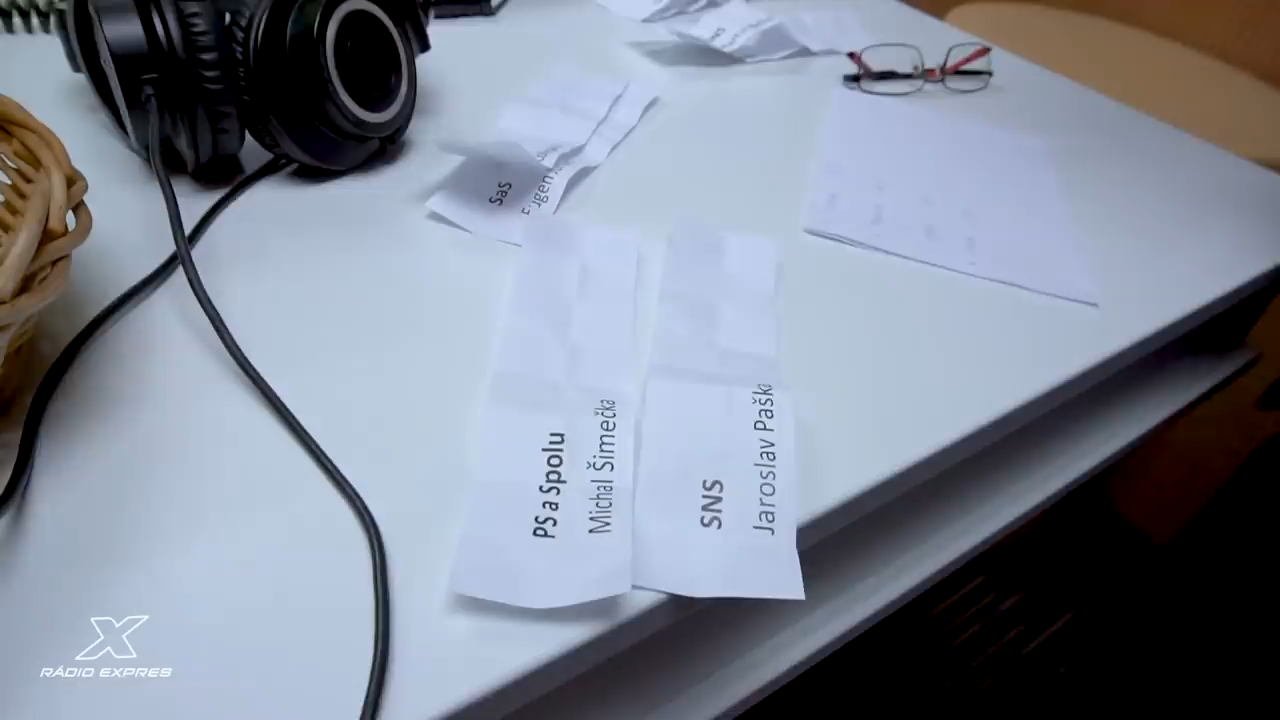 Sas
PS a Spolu
Michal Šimečka
SNS
Jaroslav Paška
RÁDIO EXPRES